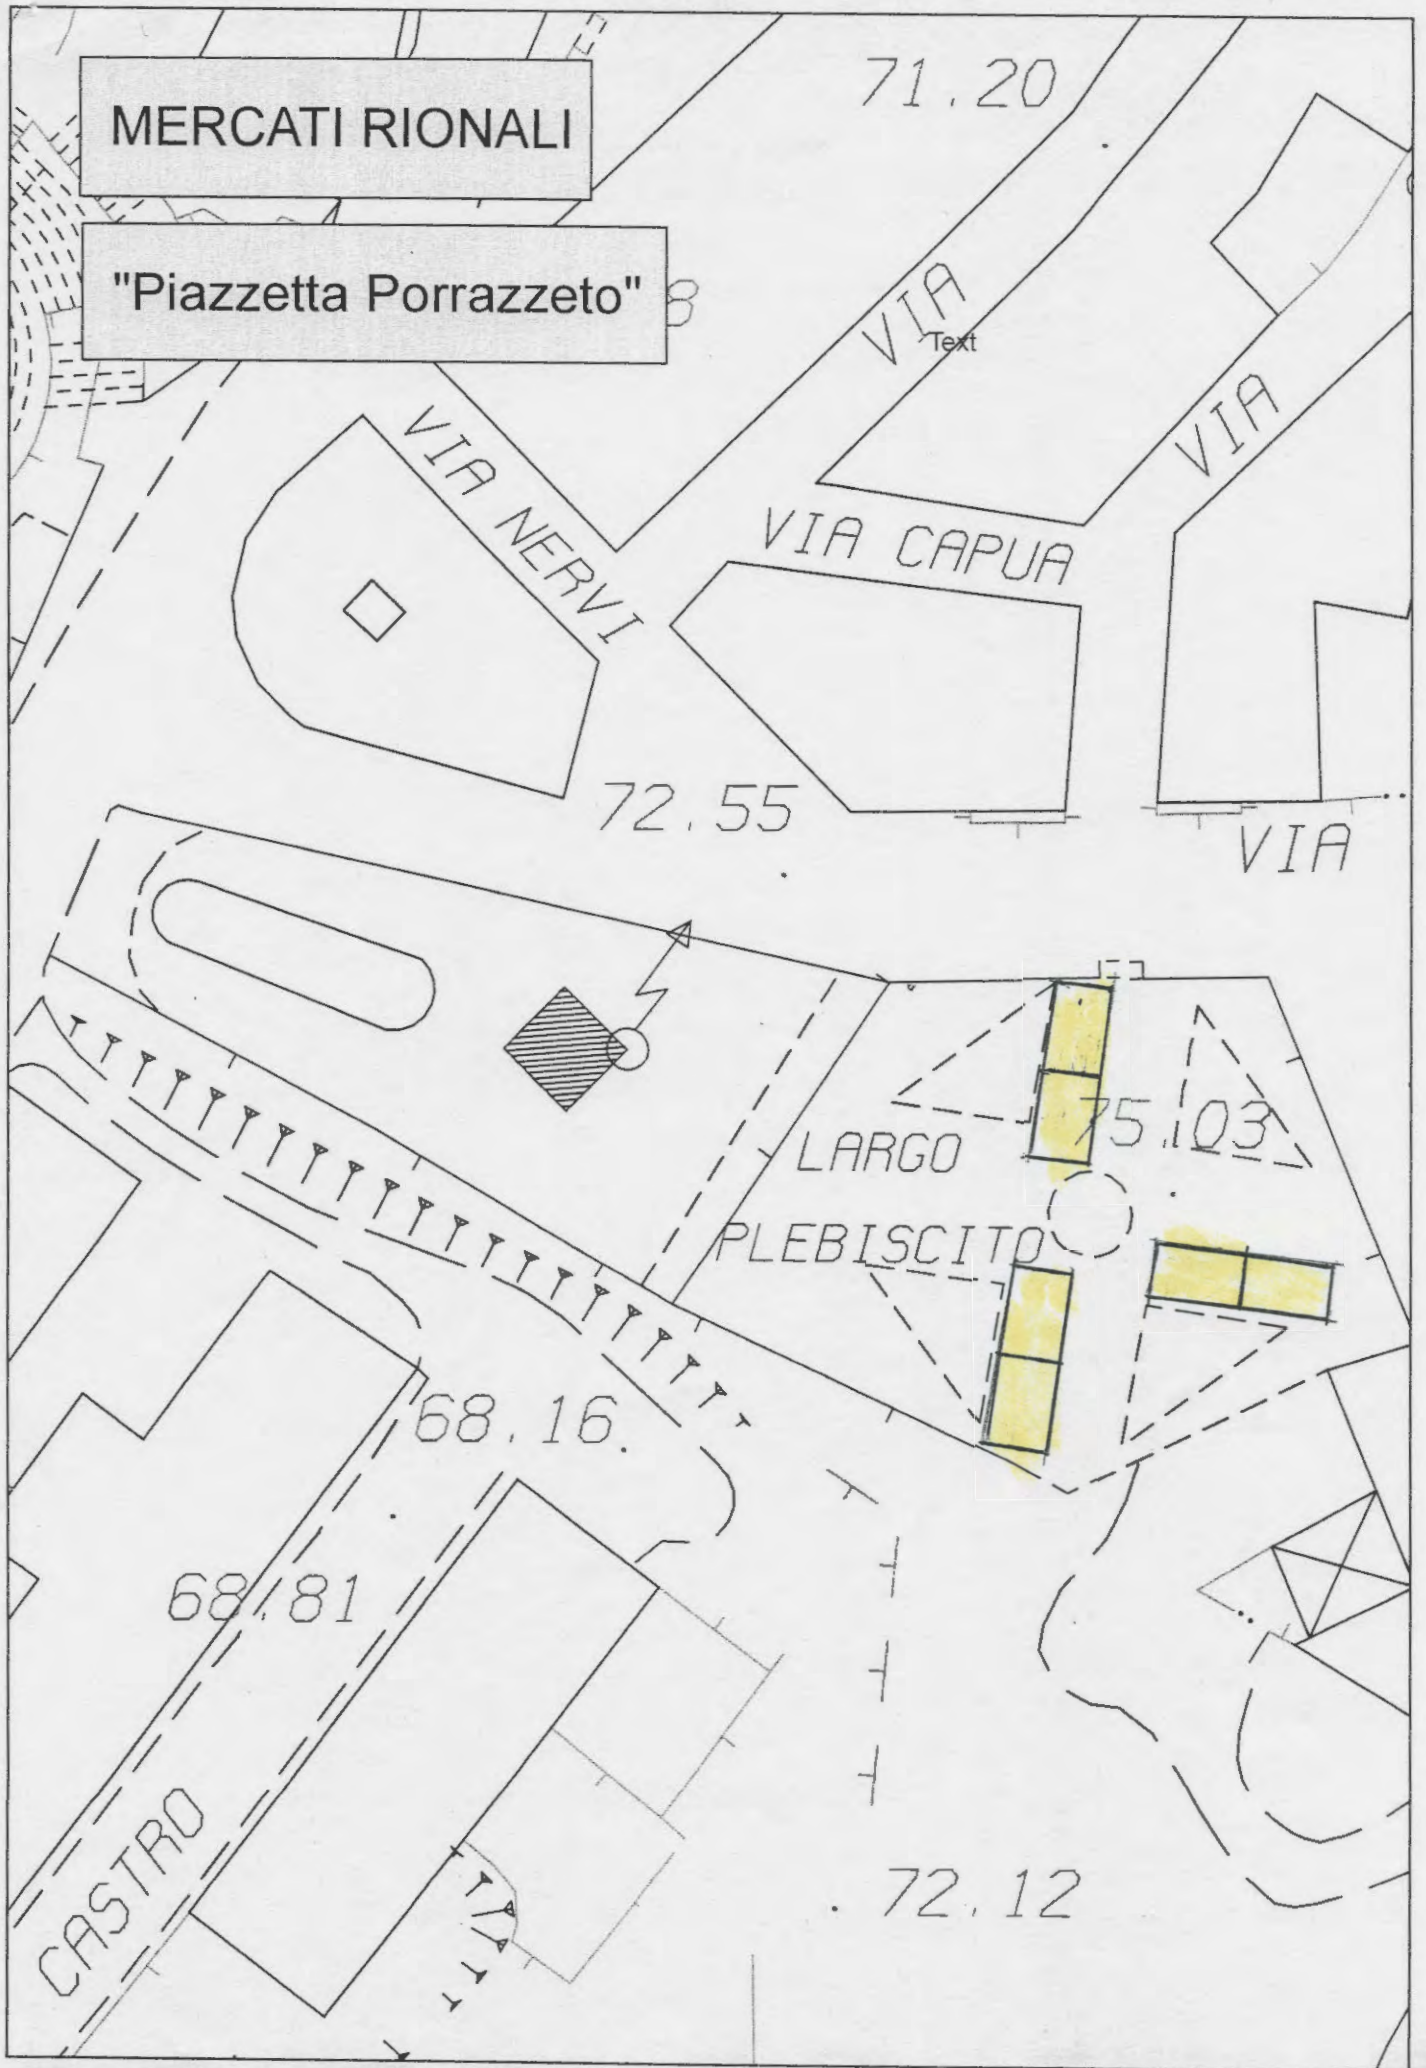 MERCATI RIONALI
71.20
"Piazzetta Porrazzeto"
8
VIA
Text
VIA
VIA NERVI
VIA CAPUA
72.55
VIA
75.03
LARGO
PLEBISCITO
68.16
68.81
CASTRO
72.12